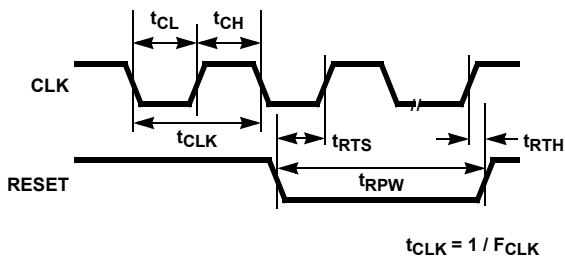 tCL tCH
CLK
tCLK
tRTS
tRTH
RESET
tRPW
tCLK = 1 / FCLK